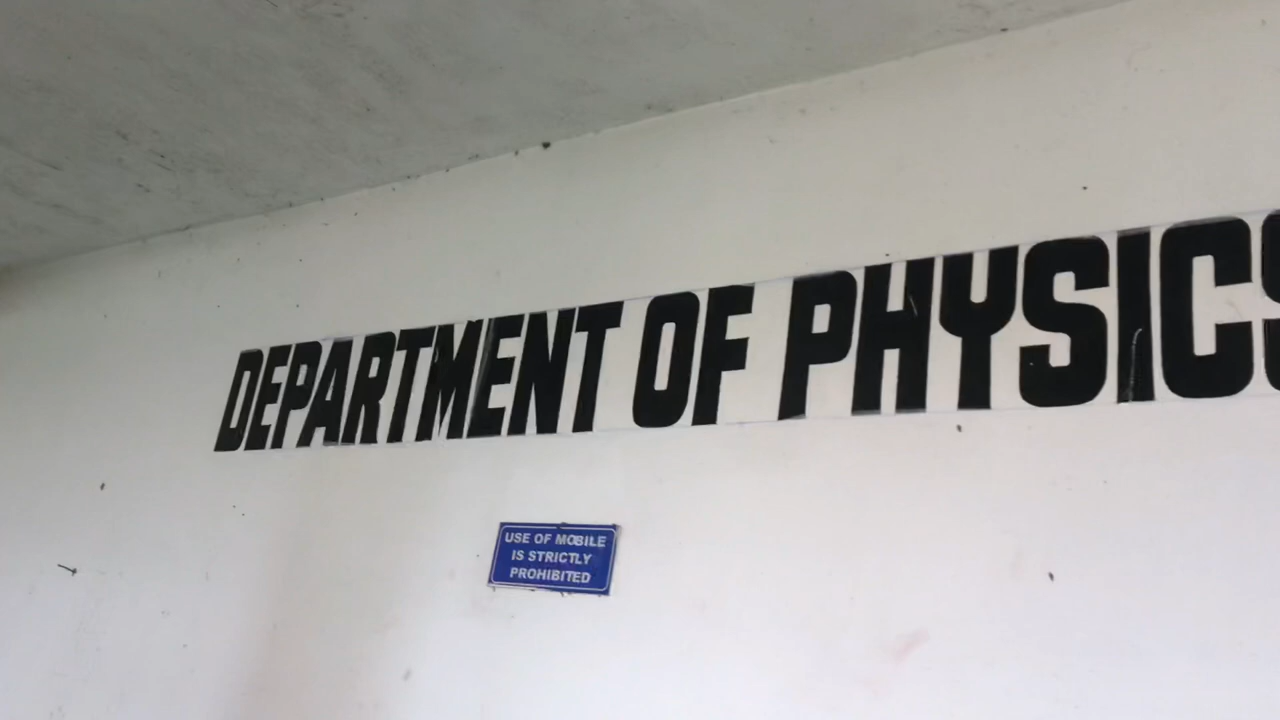 DEPARTMENT OF PHYSICS
USE OF MOBILE
IS STRICTLY
PROHIBITED